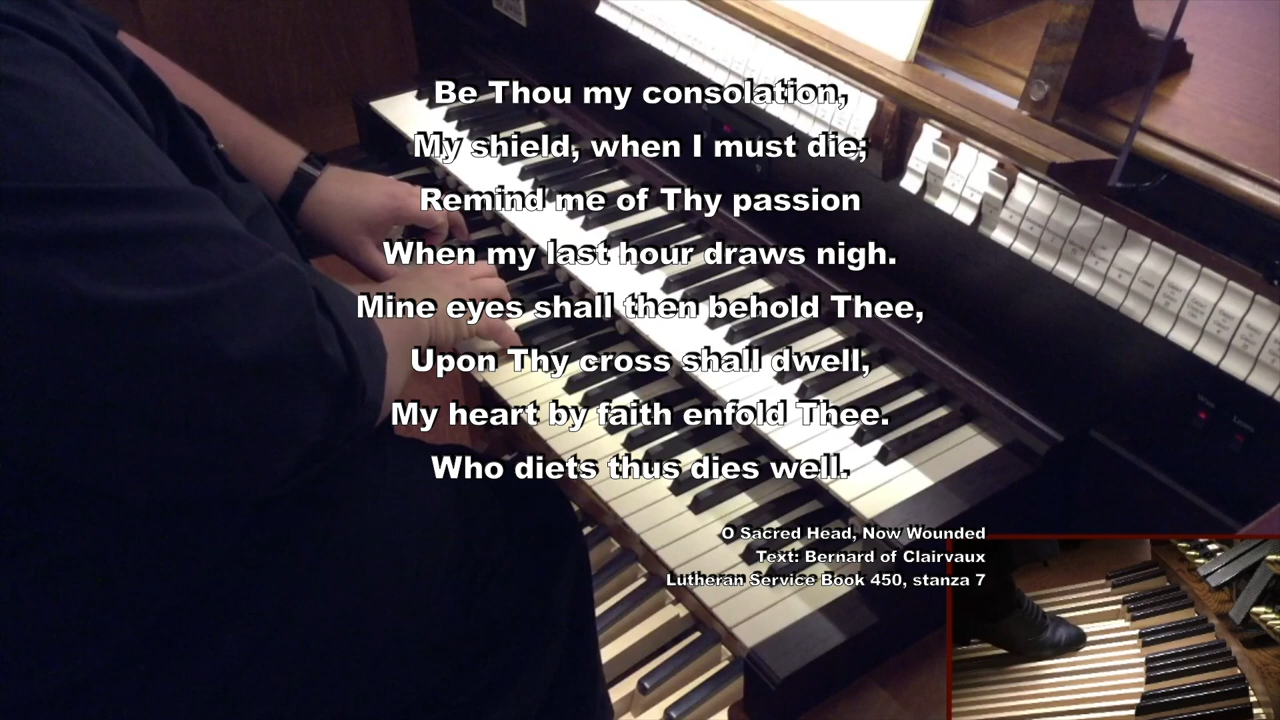 Be Thou my consolation,
My shield, when I must die;
Remind me of Thy passion
When my last hour draws nigh.
Mine eyes shall then behold Thee,
Upon Thy cross shall dwell,
My heart by faith enfold Thee.
Who diets thus dies well.
O Sacred Head, Now Wounded
Text: Bernard of Clairvaux
Lutheran Service Book 450, stanza 7